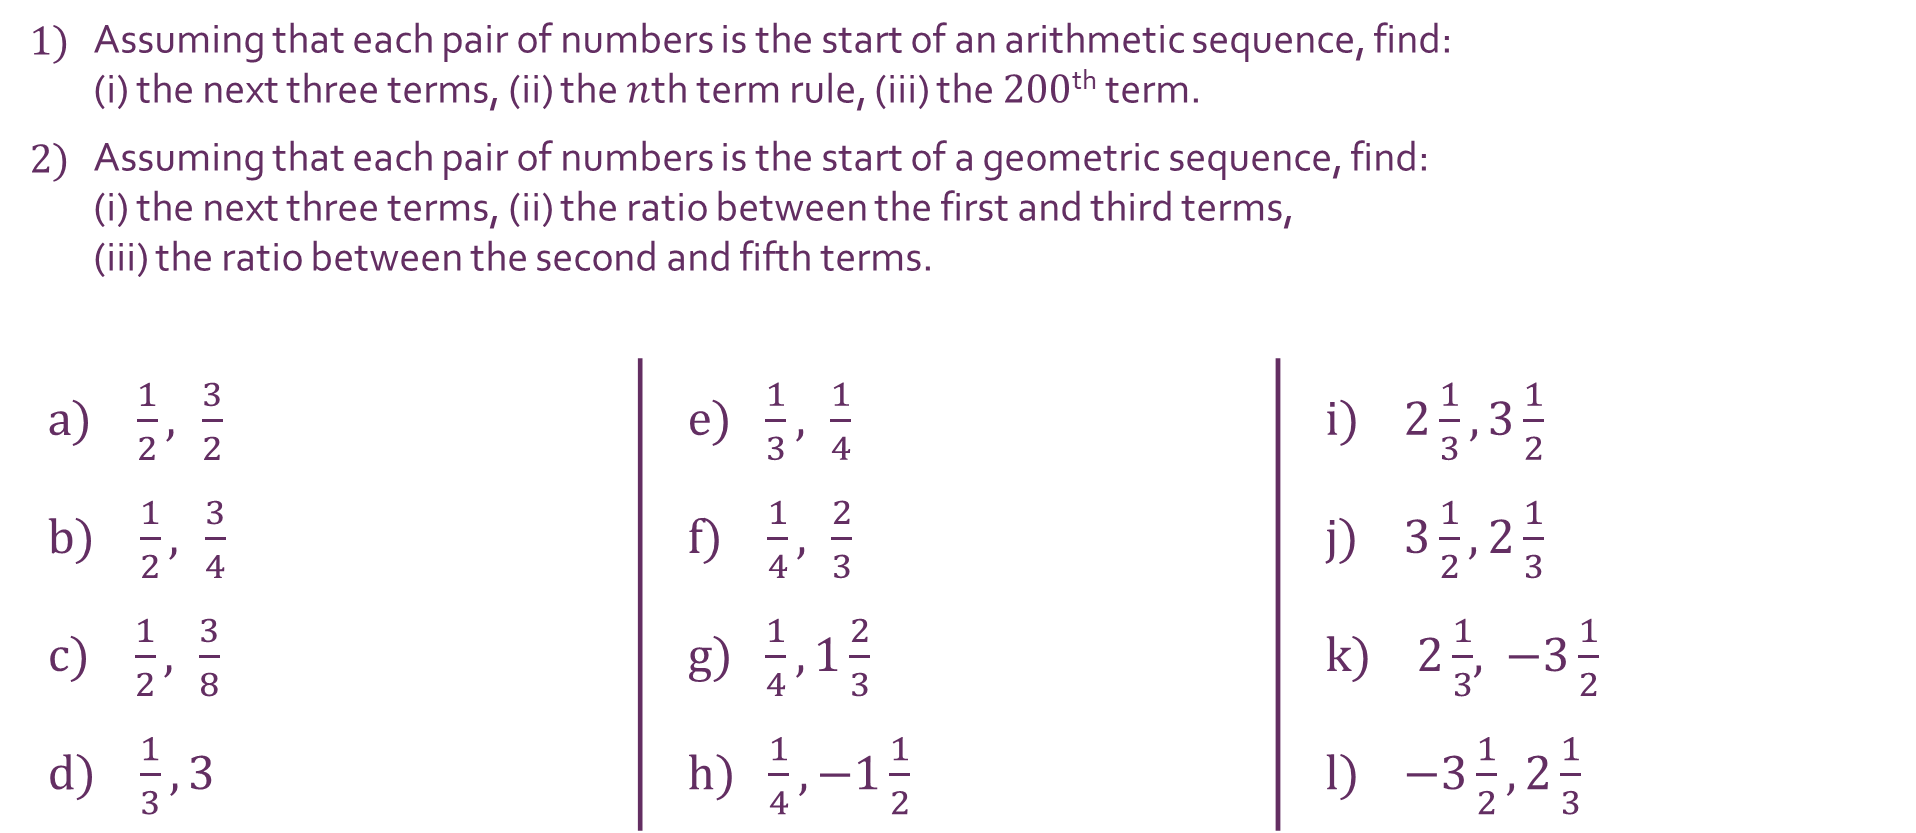 1) Assuming that each pair of numbers is the start of an arithmetic sequence, find:
(i) the next three terms, (ii) the nth term rule, (iii) the 200th term.
2) Assuming that each pair of numbers is the start of a geometric sequence, find:
(i) the next three terms, (ii) the ratio between the first and third terms,
(iii) the ratio between the second and fifth terms.
a) 1/2, 3/2
b) 1/2, 3/4
c) 1/2, 3/8
d) 1/3, 3
e) 1/3, 1/4
f) 1/4, 2/3
g) 1/4, 1 2/3
h) 1/4, −1 1/2
i) 2 1/3, 3 1/2
j) 3 1/2, 2 1/3
k) 2 1/3, −3 1/2
l) −3 1/2, 2 1/3